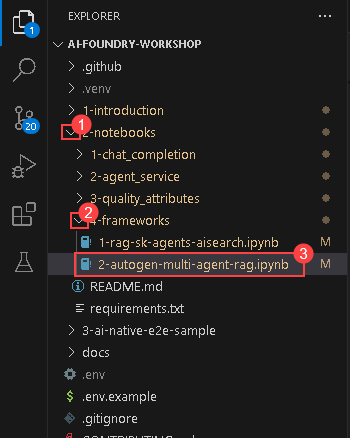 EXPLORER
...
1
AI-FOUNDRY-WORKSHOP
.github
.venv
1-introduction
20
1
2-notebooks
1-chat_completion
2-agent_service
3-quality_attributes
2
4-frameworks
1-rag-sk-agents-aisearch.ipynb M
3
2-autogen-multi-agent-rag.ipynb M
README.md
requirements.txt
3-ai-native-e2e-sample
docs
.env
$ .env.example
.gitignore